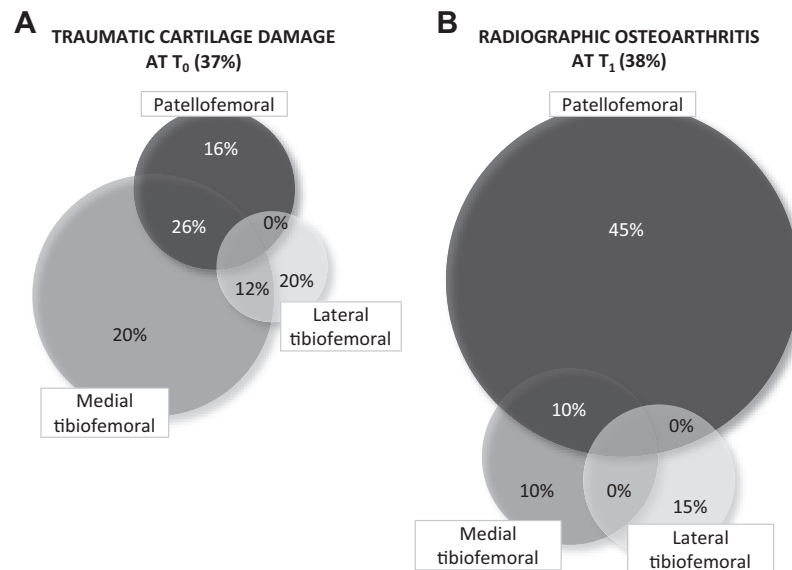 A
TRAUMATIC CARTILAGE DAMAGE
AT T₀ (37%)
Patellofemoral
16%
26%
0%
12%
20%
Lateral
tibiofemoral
20%
Medial
tibiofemoral
B
RADIOGRAPHIC OSTEOARTHRITIS
AT T₁ (38%)
Patellofemoral
45%
10%
0%
10%
0%
15%
Medial
tibiofemoral
Lateral
tibiofemoral